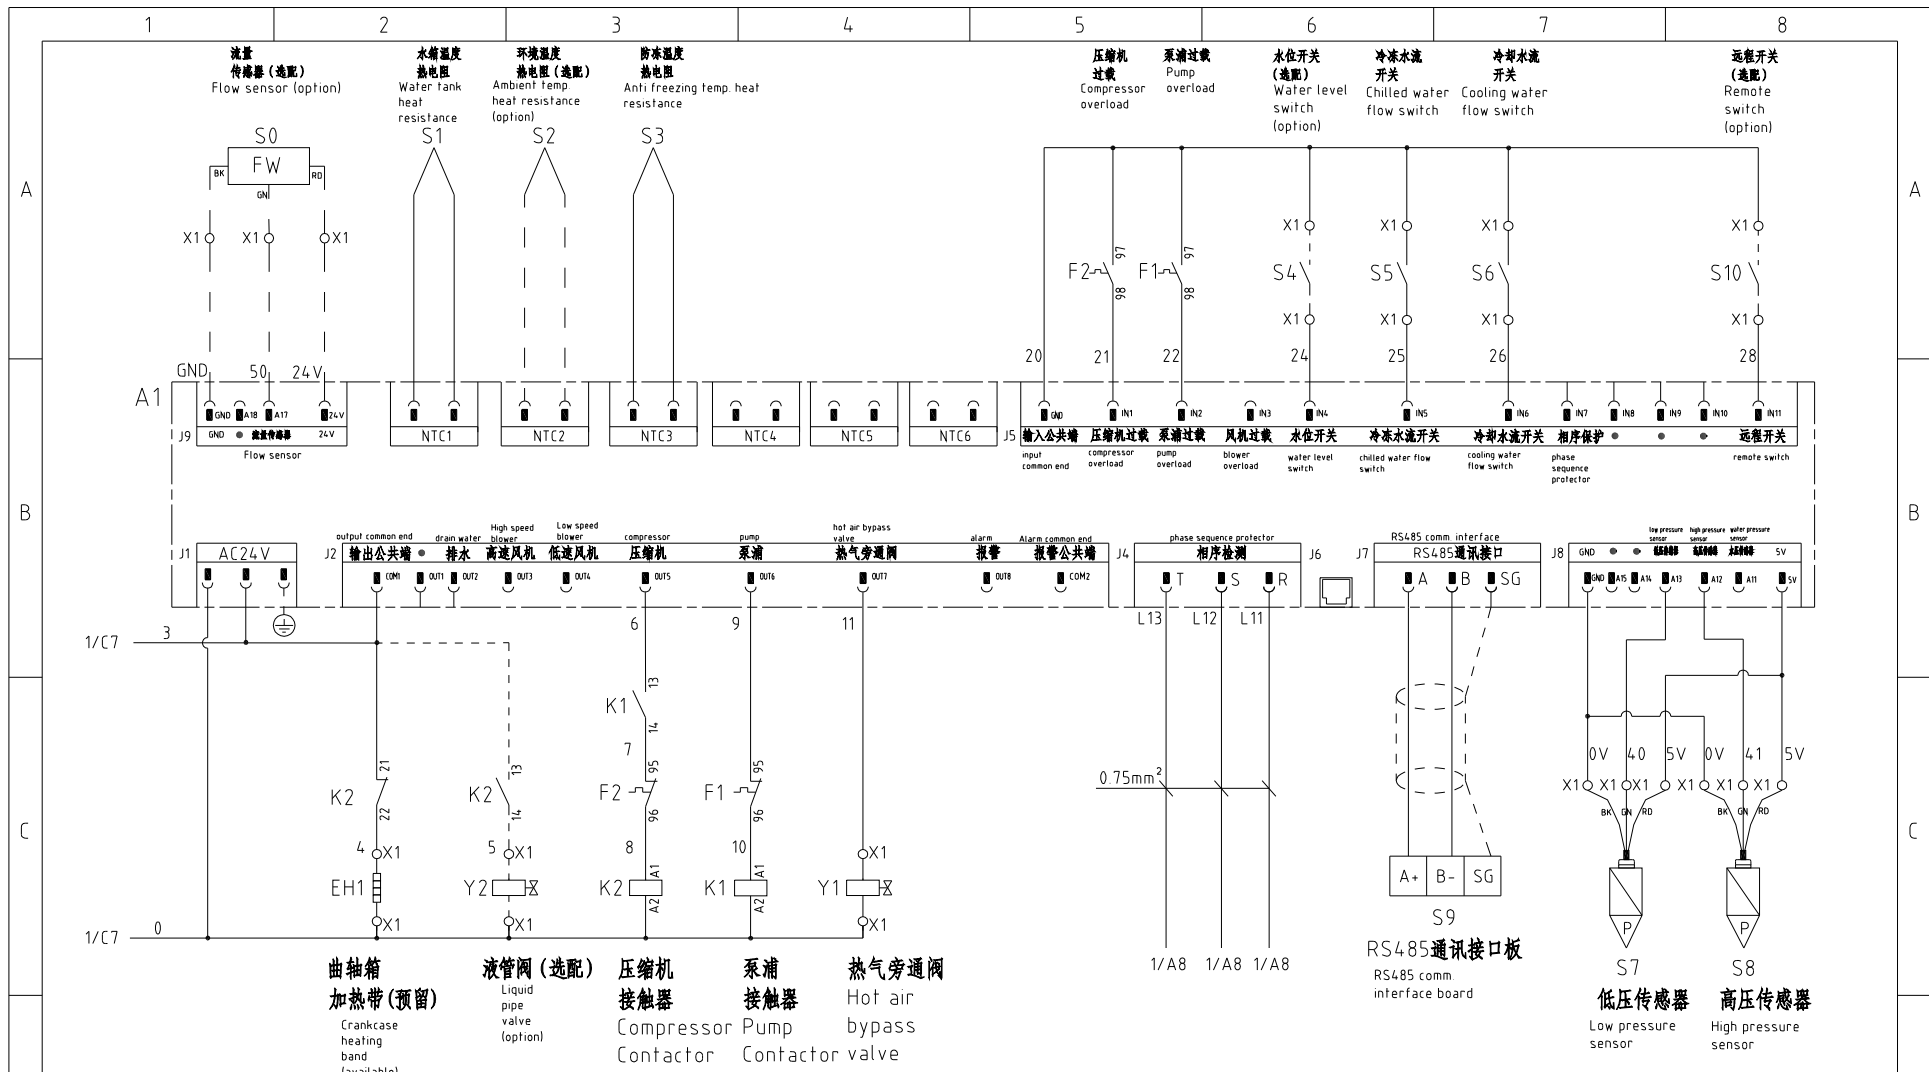 1 2 3 4 5 6 7 8
流量
传感器(选配)
Flow sensor (option)
水箱温度
热电阻
Water tank
heat
resistance
环境温度
热电阻(选配)
Ambient temp.
heat resistance
(option)
防冻温度
热电阻
Anti freezing temp. heat
resistance
压缩机
过载
Compressor
overload
泵浦过载
Pump
overload
水位开关
(选配)
Water level
switch
(option)
冷冻水流
开关
Chilled water
flow switch
冷却水流
开关
Cooling water
flow switch
远程开关
(选配)
Remote
switch
(option)
S0 S1 S2 S3
FW
BK RD
GN
A A
X1 X1 X1
X1 X1 X1 X1
97 97
F2 F1 S4 S5 S6 S10
98 98
X1 X1 X1 X1
20 21 22 24 25 26 28
GND 50 24V
A1
GND A18 A17 24V
GND IN1 IN2 IN3 IN4 IN5 IN6 IN7 IN8 IN9 IN10 IN11
J9 GND 流量传感器 24V
NTC1 NTC2 NTC3 NTC4 NTC5 NTC6
J5 输入公共端 压缩机过载 泵浦过载 风机过载 水位开关 冷冻水流开关 冷却水流开关 相序保护 远程开关
Flow sensor
input
common end
compressor
overload
pump
overload
blower
overload
water level
switch
chilled water flow
switch
cooling water
flow switch
phase
sequence
protector
remote switch
B B
output common end
drain water
High speed
blower
Low speed
blower
compressor
pump
hot air bypass
valve
alarm
Alarm common end
phase sequence protector
RS485 comm. interface
low pressure
sensor
high pressure
sensor
water pressure
sensor
J1 AC24V
J2 输出公共端 排水 高速风机 低速风机 压缩机 泵浦 热气旁通阀 报警 报警公共端
J4 相序检测
J6
J7 RS485通讯接口
J8 GND 低压传感器 高压传感器 水压传感器 5V
COM1 OUT1 OUT2 OUT3 OUT4 OUT5 OUT6 OUT7 OUT8 COM2
T S R
A B SG
GND A15 A14 A13 A12 A11 5V
1/C7 3
6 9 11
L13 L12 L11
13
K1
14
7
0V 40 5V 0V 41 5V
21 13 95 95
K2 K2 F2 F1
22 14 96 96
0.75mm²
X1 X1 X1 X1 X1 X1
BK GN RD BK GN RD
C C
4 X1 5 X1 8 10 X1
A1 A1
EH1 Y2 K2 K1 Y1
A2 A2
X1 X1 X1
A+ B- SG
S9
P P
1/C7 0
1/A8 1/A8 1/A8
RS485通讯接口板
RS485 comm.
interface board
S7 S8
曲轴箱
加热带(预留)
Crankcase
heating
band
(available)
液管阀(选配)
Liquid
pipe
valve
(option)
压缩机
接触器
Compressor
Contactor
泵浦
接触器
Pump
Contactor
热气旁通阀
Hot air
bypass
valve
低压传感器
Low pressure
sensor
高压传感器
High pressure
sensor